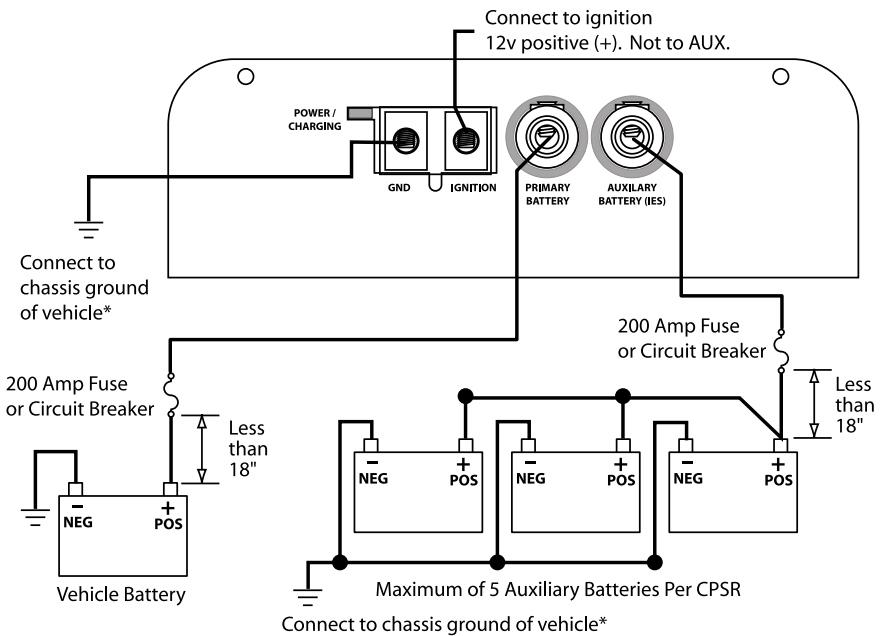 Connect to ignition
12v positive (+). Not to AUX.
POWER /
CHARGING
GND
IGNITION
PRIMARY
BATTERY
AUXILARY
BATTERY (IES)
Connect to
chassis ground
of vehicle*
200 Amp Fuse
or Circuit Breaker
200 Amp Fuse
or Circuit Breaker
Less
than
18"
Less
than
18"
−
NEG
+
POS
−
NEG
+
POS
−
NEG
+
POS
−
NEG
+
POS
Vehicle Battery
Maximum of 5 Auxiliary Batteries Per CPSR
Connect to chassis ground of vehicle*